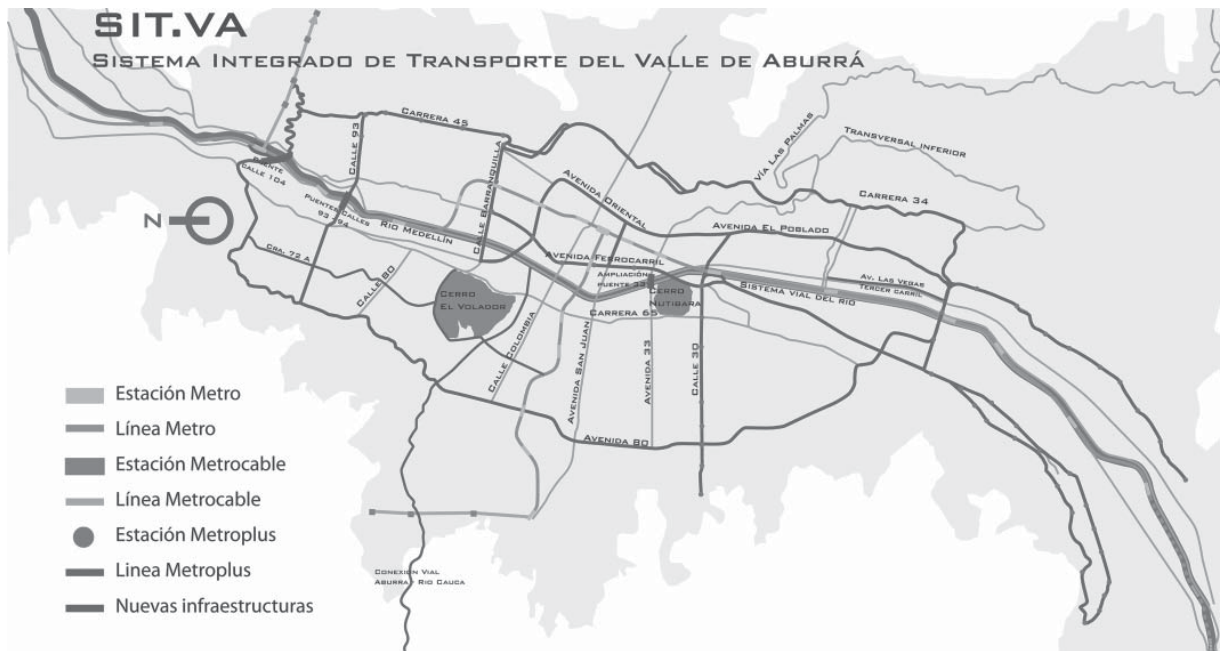 SIT.VA
SISTEMA INTEGRADO DE TRANSPORTE DEL VALLE DE ABURRÁ
CARRERA 45
CALLE 93
VÍA LAS PALMAS
TRANSVERSAL INFERIOR
PUENTE
CALLE 104
CALLE BARRANQUILLA
AVENIDA ORIENTAL
CARRERA 34
N
PUENTES CALLES
93 - 94
RIO MEDELLÍN
AVENIDA EL POBLADO
CRA. 72 A
CALLE 80
AVENIDA FERROCARRIL
AMPLIACIÓN
PUENTE 33
AV. LAS VEGAS
TERCER CARRIL
SISTEMA VIAL DEL RÍO
CERRO
EL VOLADOR
CERRO
NUTIBARA
CARRERA 65
CALLE COLOMBIA
AVENIDA SAN JUAN
AVENIDA 33
CALLE 30
AVENIDA 80
Estación Metro
Línea Metro
Estación Metrocable
Línea Metrocable
Estación Metroplus
Linea Metroplus
Nuevas infraestructuras
CONEXIÓN VIAL
ABURRÁ - RIO CAUCA